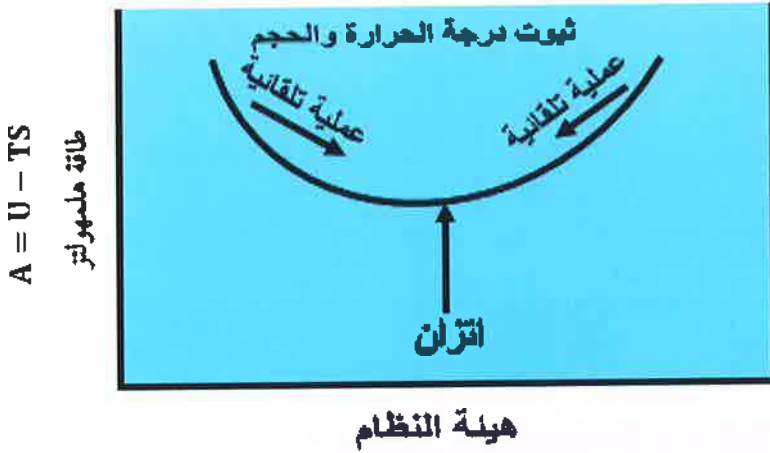 ثبوت درجة الحرارة والحجم
عملية تلقائية
عملية تلقائية
A = U − TS
طاقة هلمهولتز
اتزان
هيئة النظام